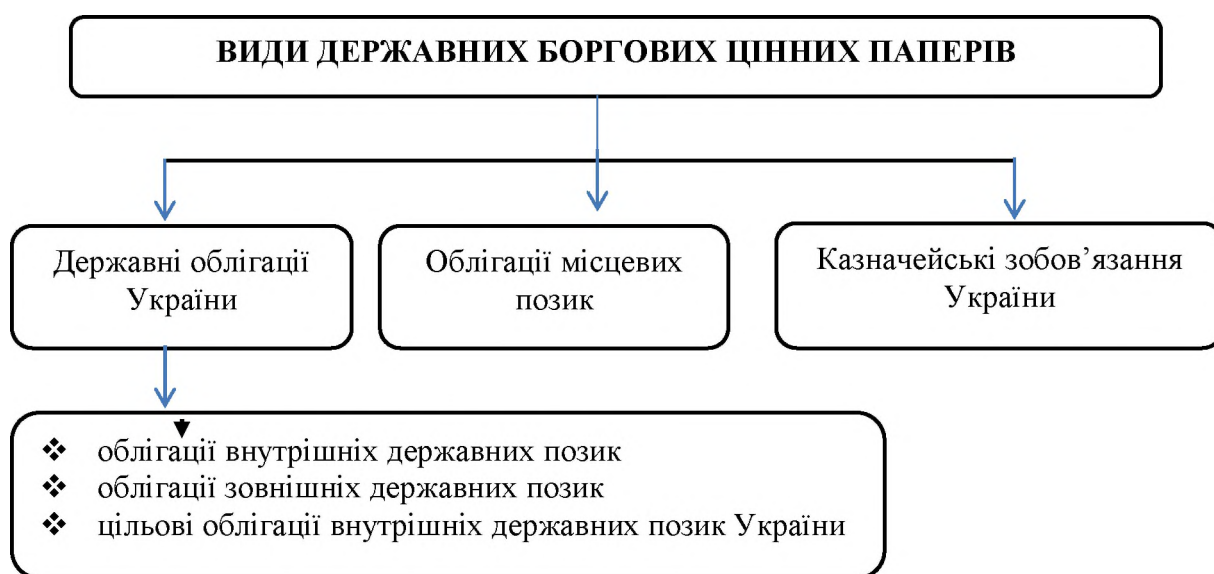 ВИДИ ДЕРЖАВНИХ БОРГОВИХ ЦІННИХ ПАПЕРІВ
Державні облігації
України
Облігації місцевих
позик
Казначейські зобов’язання
України
❖ облігації внутрішніх державних позик
❖ облігації зовнішніх державних позик
❖ цільові облігації внутрішніх державних позик України